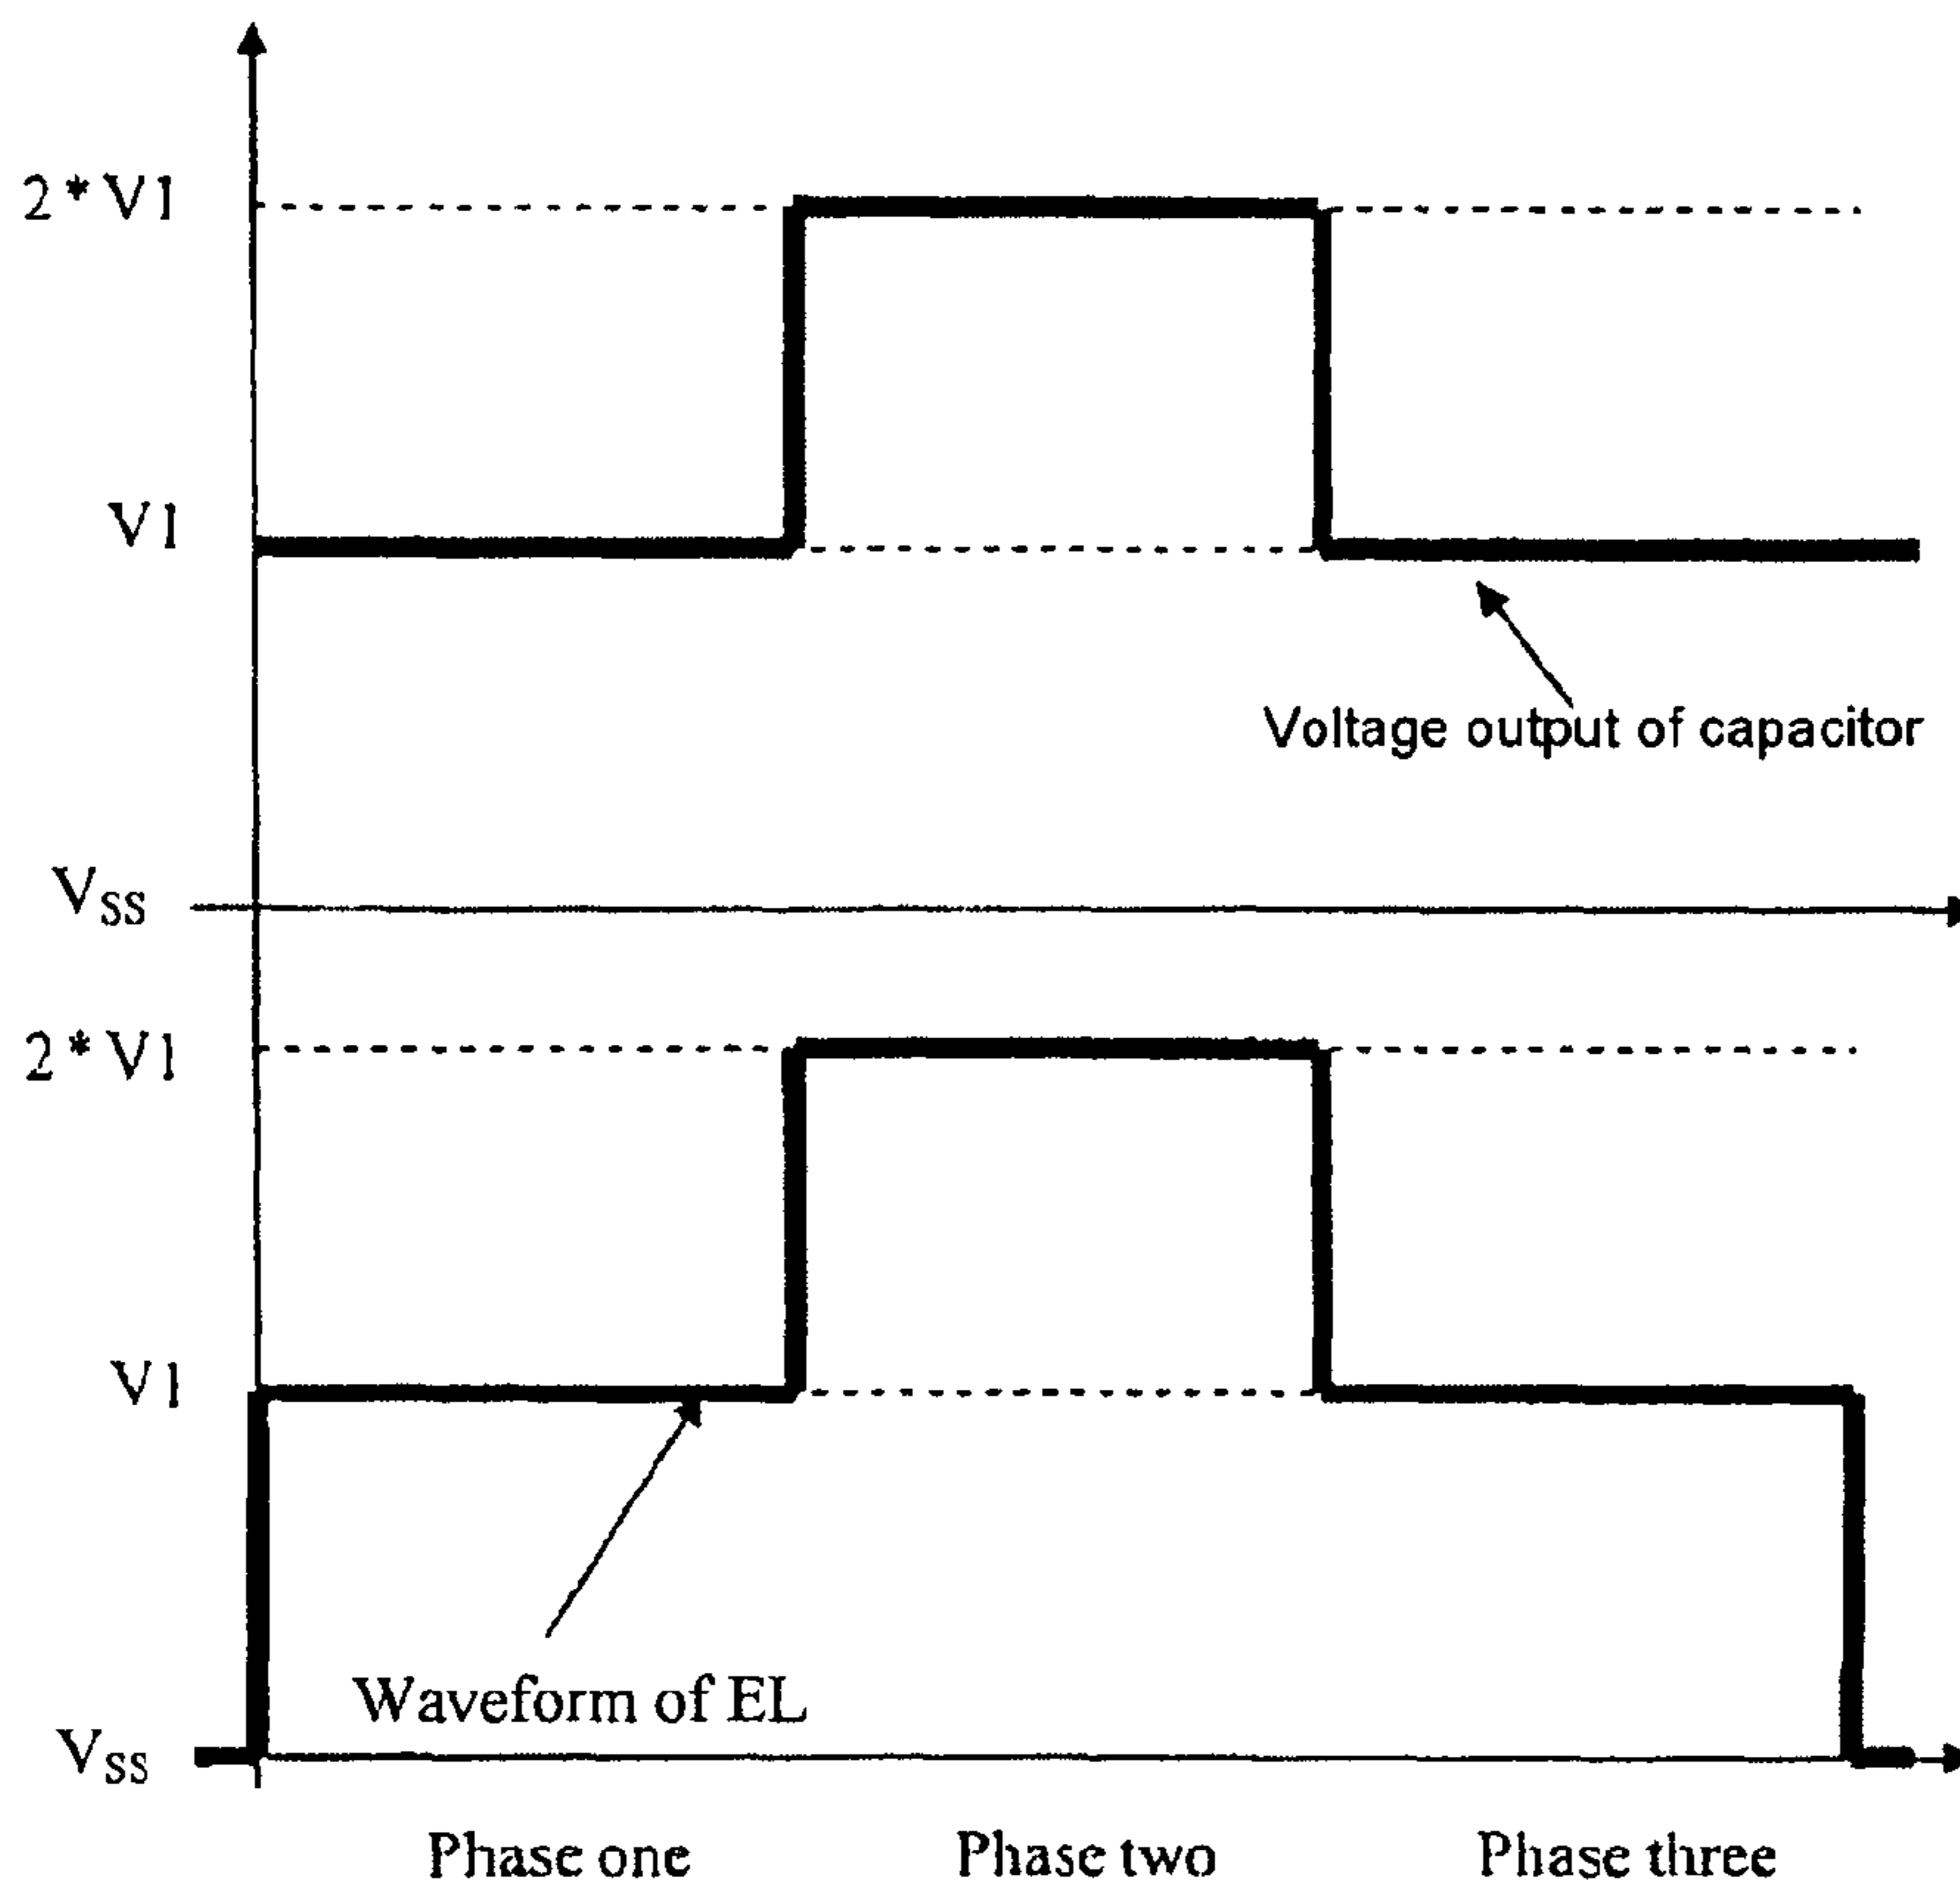 2*V1
V1
Voltage output of capacitor
VSS
2*V1
V1
Waveform of EL
VSS
Phase one Phase two Phase three